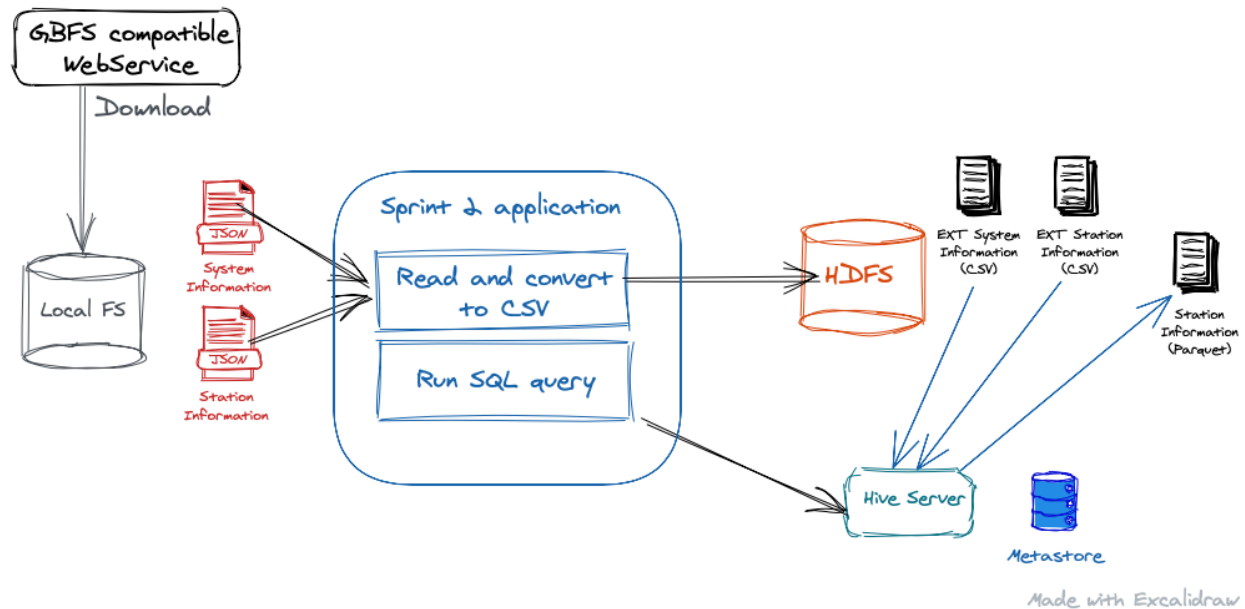 GBFS compatible
WebService
Download
Local FS
JSON
System
Information
JSON
Station
Information
Sprint 2 application
Read and convert
to CSV
Run SQL query
HDFS
EXT System
Information
(CSV)
EXT Station
Information
(CSV)
Station
Information
(Parquet)
Hive Server
Metastore
Made with Excalidraw